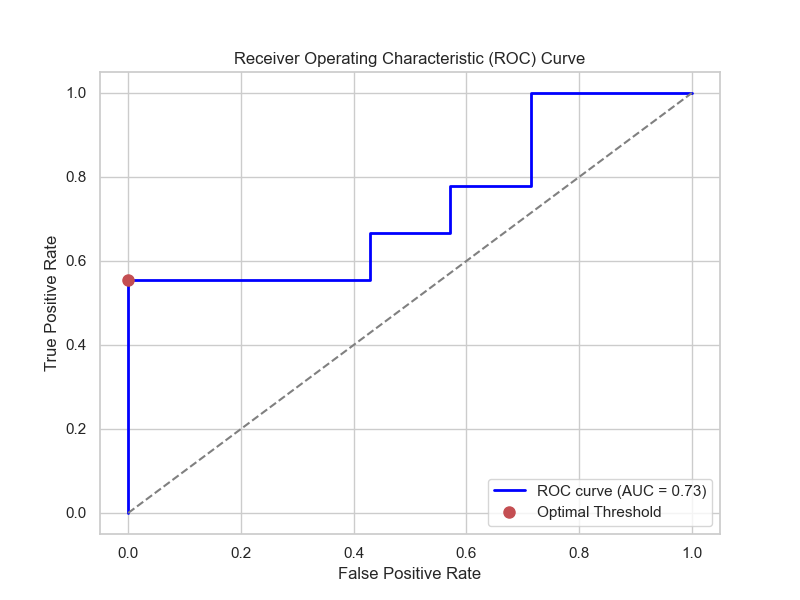 Receiver Operating Characteristic (ROC) Curve
1.0
0.8
0.6
0.4
0.2
0.0
True Positive Rate
0.0 0.2 0.4 0.6 0.8 1.0
False Positive Rate
ROC curve (AUC = 0.73)
Optimal Threshold